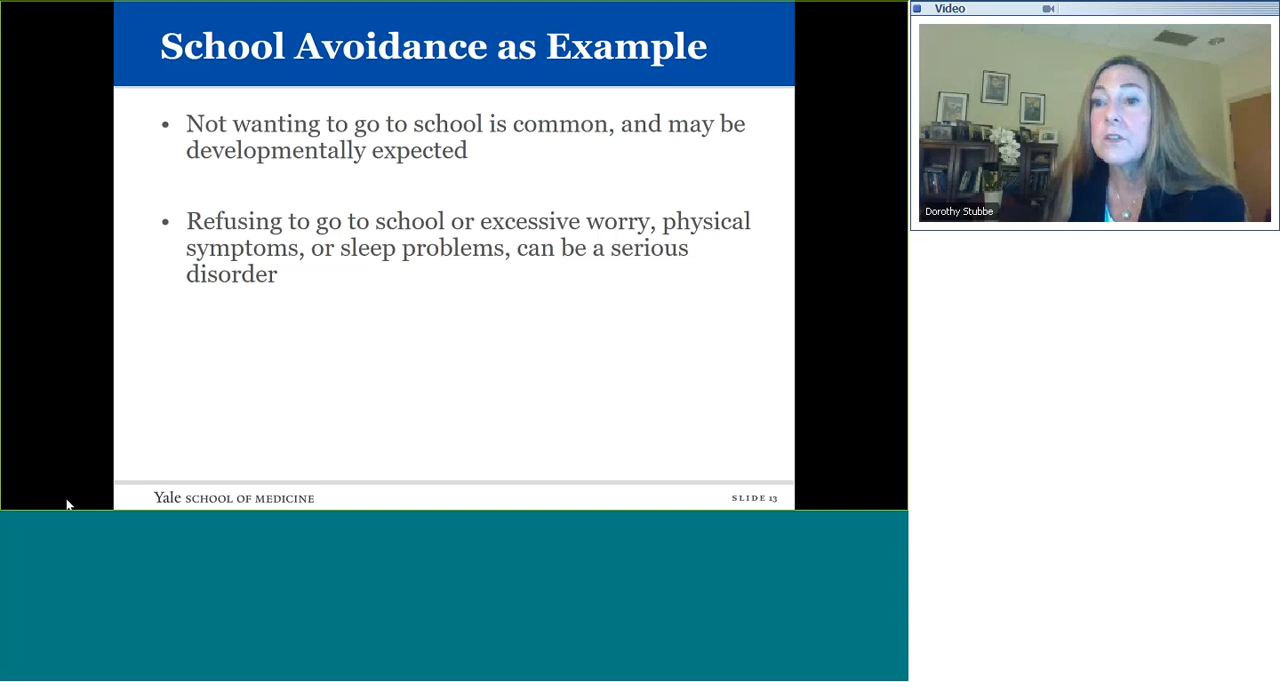 School Avoidance as Example
• Not wanting to go to school is common, and may be
developmentally expected
• Refusing to go to school or excessive worry, physical
symptoms, or sleep problems, can be a serious
disorder
Yale SCHOOL OF MEDICINE
SLIDE 13
Video
Dorothy Stubbe